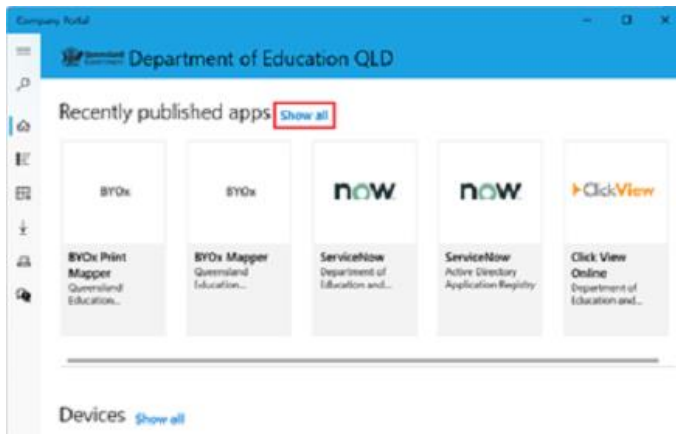 Company Portal
Queensland Government Department of Education QLD
Recently published apps Show all
BYOx
BYOx
now
now
ClickView
BYOx Print
Mapper
Queensland
Education...
BYOx Mapper
Queensland
Education...
ServiceNow
Department of
Education and...
ServiceNow
Active Directory
Application Registry
Click View
Online
Department of
Education and...
Devices Show all